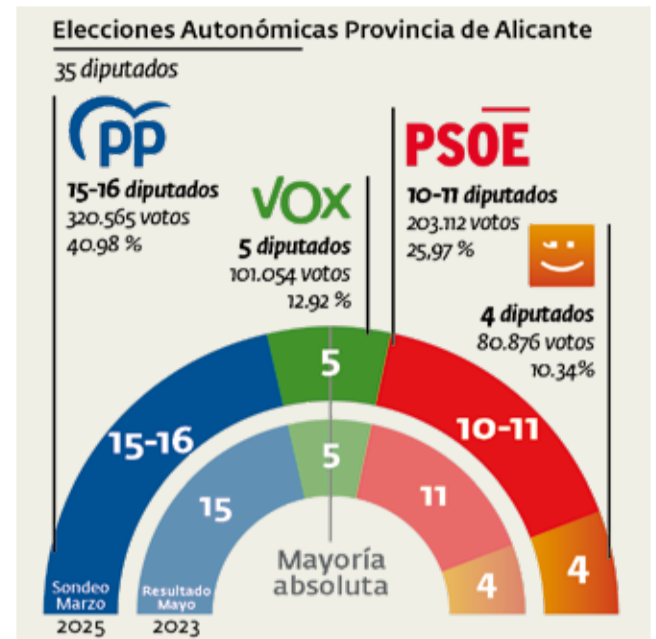 Elecciones Autonómicas Provincia de Alicante
35 diputados
PP
15-16 diputados
320.565 votos
40.98 %
VOX
5 diputados
101.054 votos
12.92 %
PSOE
10-11 diputados
203.112 votos
25,97 %
4 diputados
80.876 votos
10.34%
15-16
5
10-11
4
15
5
11
4
Mayoría
absoluta
Sondeo
Marzo
2025
Resultado
Mayo
2023